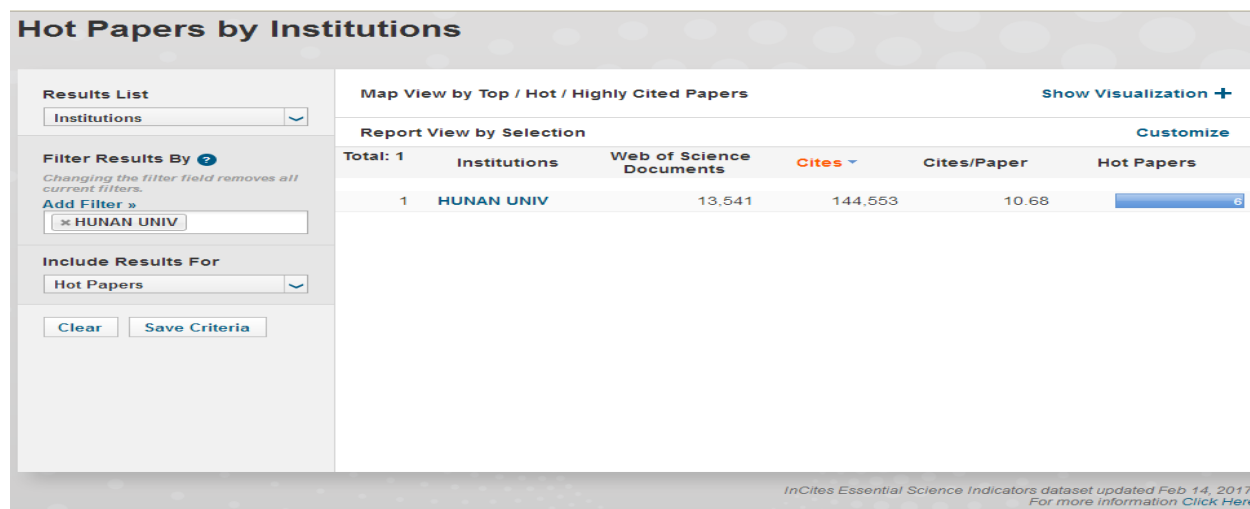 Hot Papers by Institutions
Results List
Institutions
Filter Results By ?
Changing the filter field removes all
current filters.
Add Filter »
× HUNAN UNIV
Include Results For
Hot Papers
Clear Save Criteria
Map View by Top / Hot / Highly Cited Papers Show Visualization +
Report View by Selection Customize
Total: 1 Institutions Web of Science Documents Cites Cites/Paper Hot Papers
1 HUNAN UNIV 13,541 144,553 10.68 6
InCites Essential Science Indicators dataset updated Feb 14, 2017
For more information Click Here